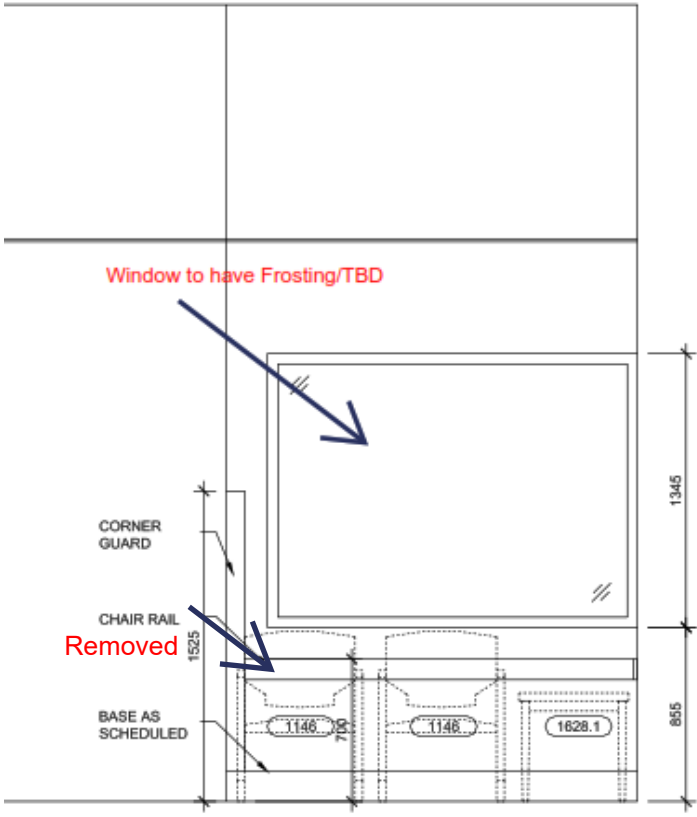 Window to have Frosting/TBD
1345
CORNER
GUARD
CHAIR RAIL
Removed
1525
BASE AS
SCHEDULED
1146
700
1146
1628.1
855